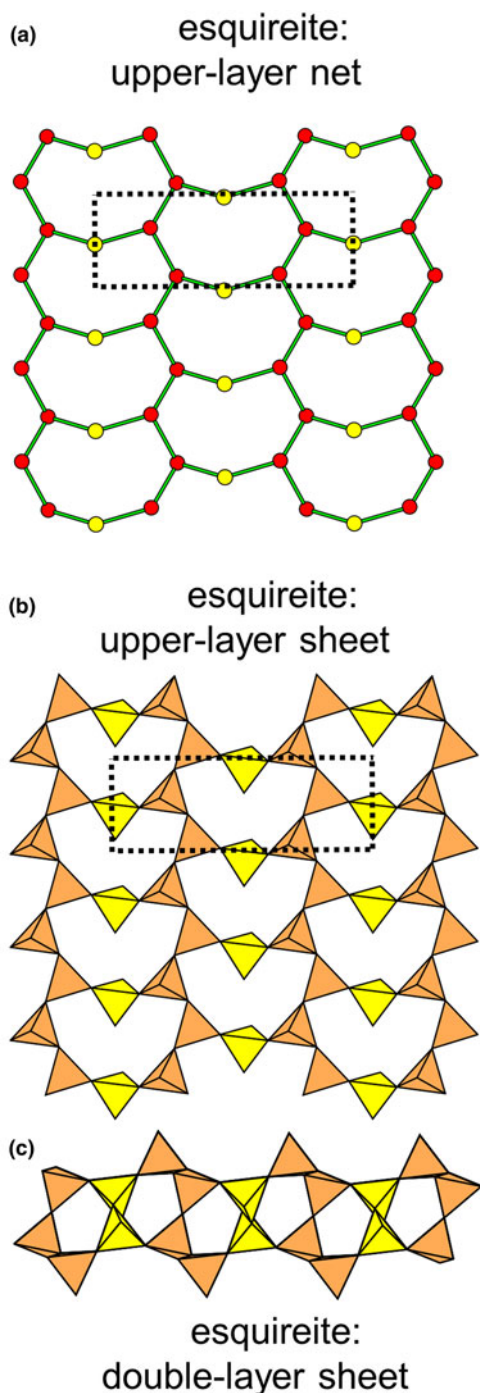 (a)
esquireite:
upper-layer net
(b)
esquireite:
upper-layer sheet
(c)
esquireite:
double-layer sheet